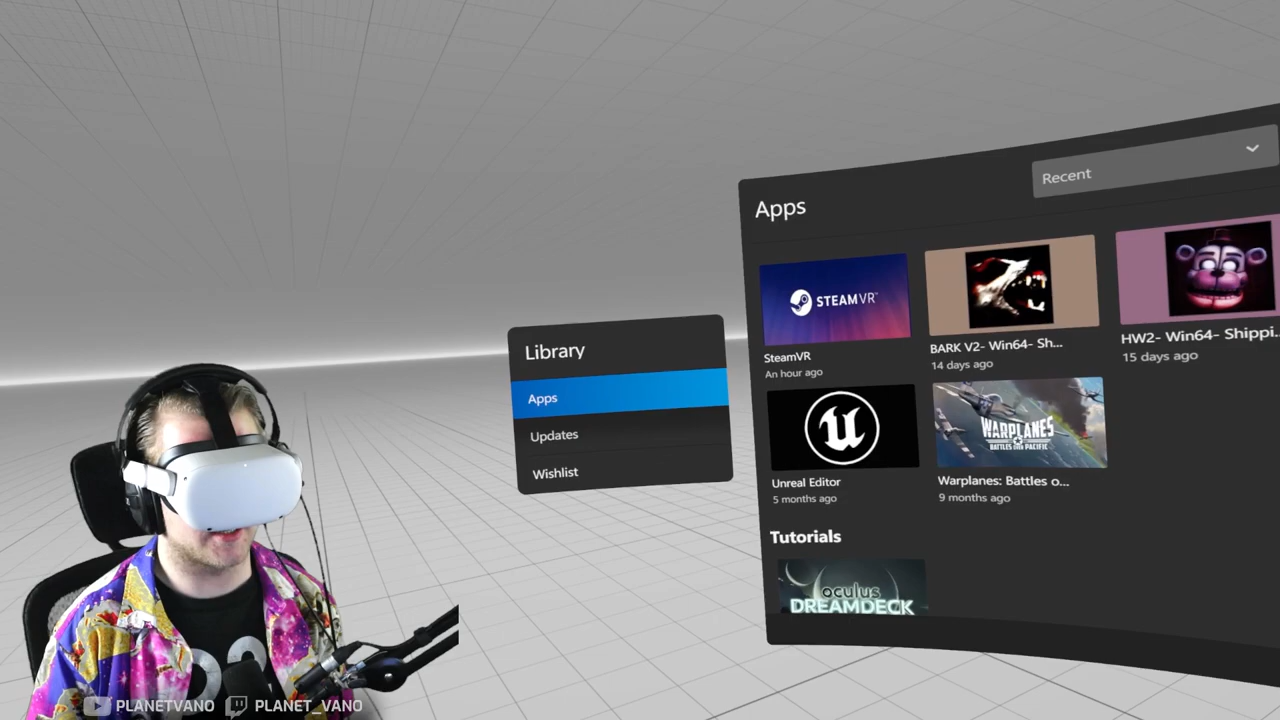 Library
Apps
Updates
Wishlist
Apps
Recent
STEAMVR™
SteamVR
An hour ago
BARK V2- Win64- Sh...
14 days ago
HW2- Win64- Shippi...
15 days ago
Unreal Editor
5 months ago
WARPLANES
BATTLES OVER PACIFIC
Warplanes: Battles o...
9 months ago
Tutorials
oculus
DREAMDECK
PLANETVANO PLANET_VANO